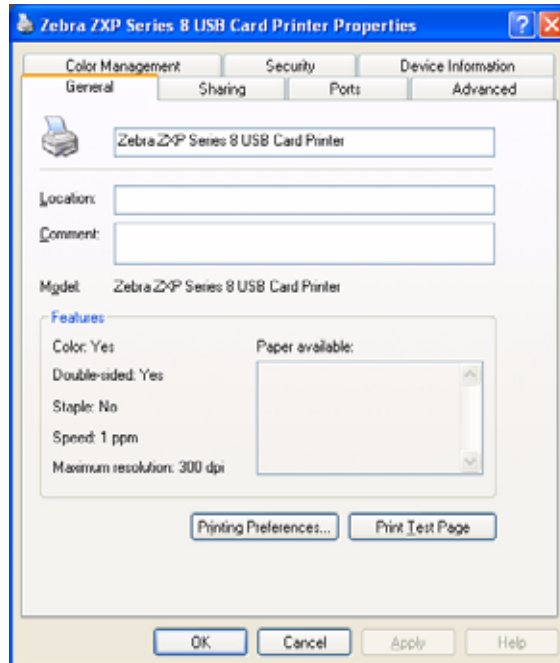 Zebra ZXP Series 8 USB Card Printer Properties
Color Management Security Device Information
General Sharing Ports Advanced
Zebra ZXP Series 8 USB Card Printer
Location:
Comment:
Model: Zebra ZXP Series 8 USB Card Printer
Features
Color: Yes Paper available:
Double-sided: Yes
Staple: No
Speed: 1 ppm
Maximum resolution: 300 dpi
Printing Preferences... Print Test Page
OK Cancel Apply Help